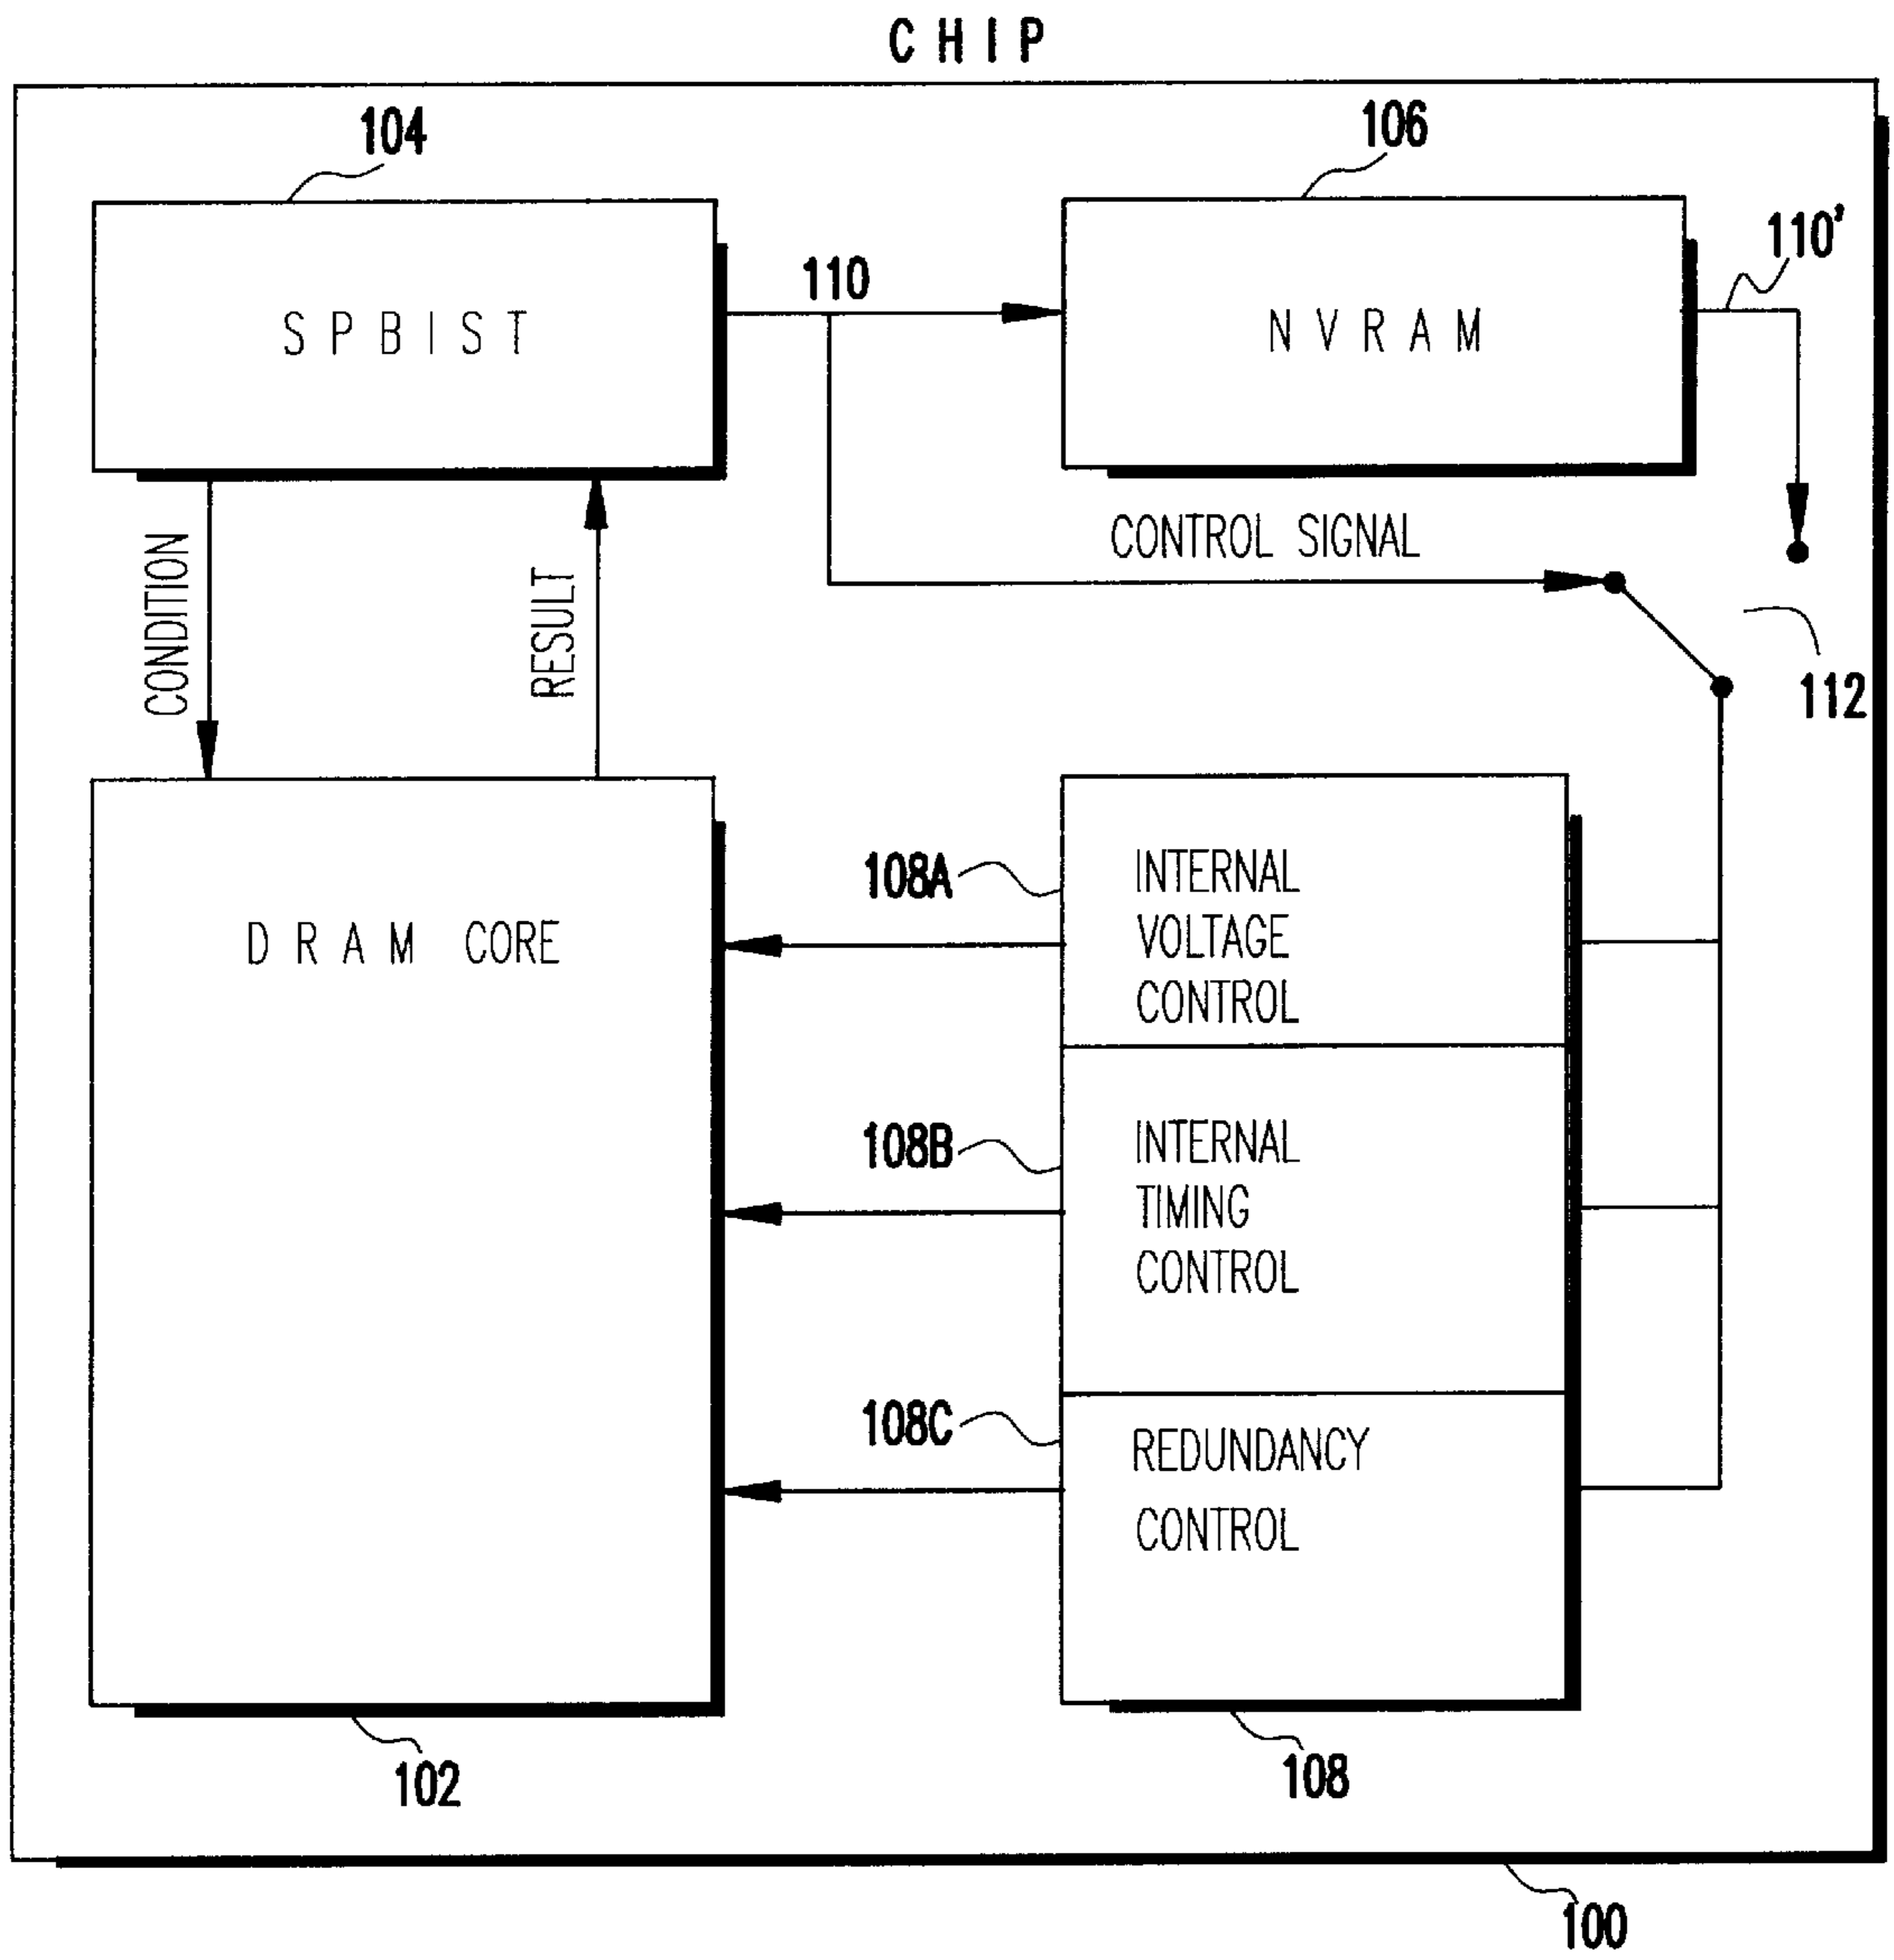 CHIP
104
106
110'
110
SPBIST
NVRAM
CONTROL SIGNAL
CONDITION
RESULT
112
108A
INTERNAL
VOLTAGE
CONTROL
DRAM CORE
108B
INTERNAL
TIMING
CONTROL
108C
REDUNDANCY
CONTROL
102
108
100